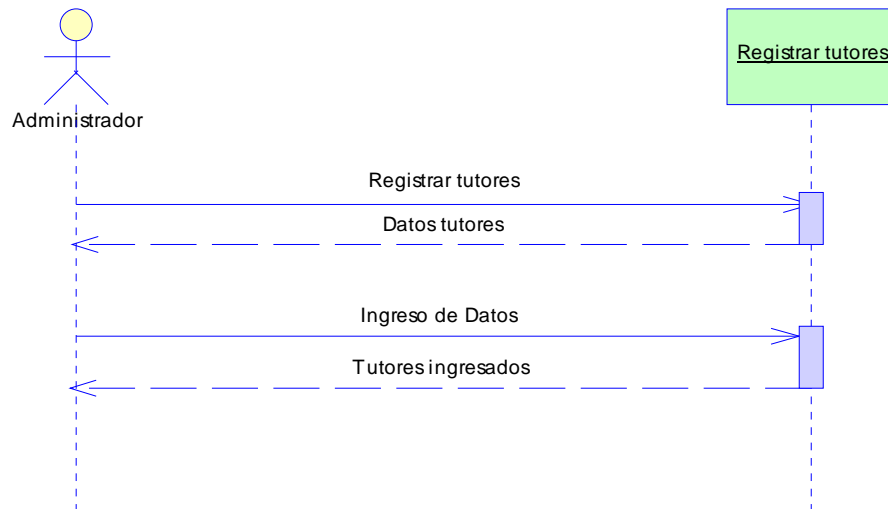 Registrar tutores
Administrador
Registrar tutores
Datos tutores
Ingreso de Datos
Tutores ingresados